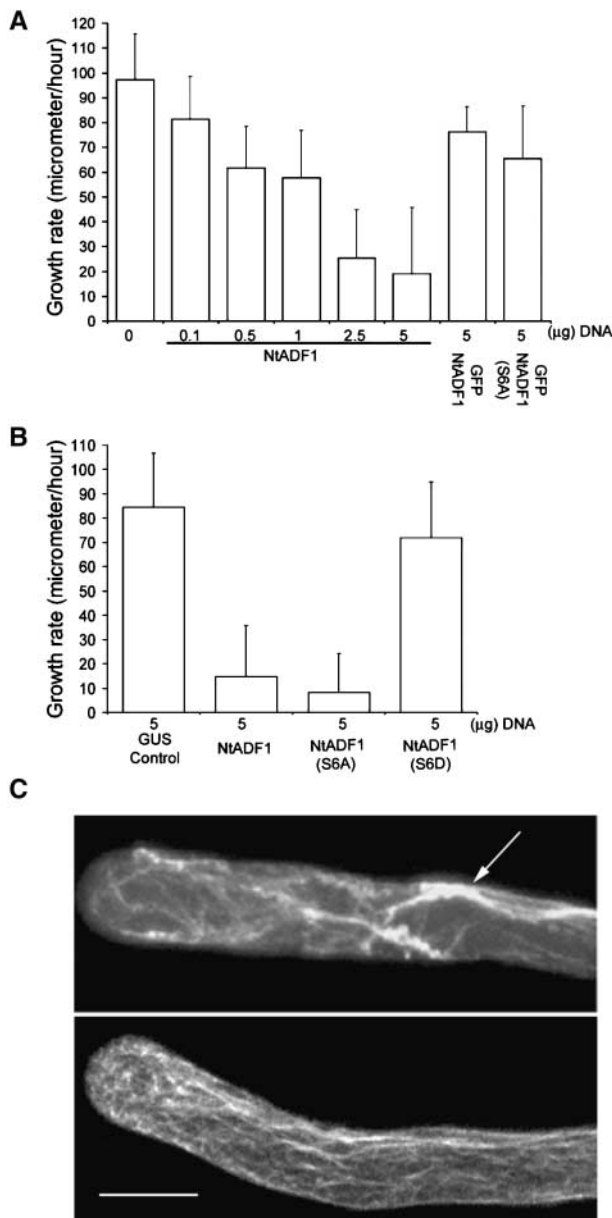 A
Growth rate (micrometer/hour)
120
110
100
90
80
70
60
50
40
30
20
10
0
0 0.1 0.5 1 2.5 5 5 5 (μg) DNA
NtADF1
GFP
NtADF1
GFP
NtADF1
(S6A)
B
Growth rate (micrometer/hour)
110
100
90
80
70
60
50
40
30
20
10
0
5 5 5 5 (μg) DNA
GUS NtADF1 NtADF1 NtADF1
Control (S6A) (S6D)
C